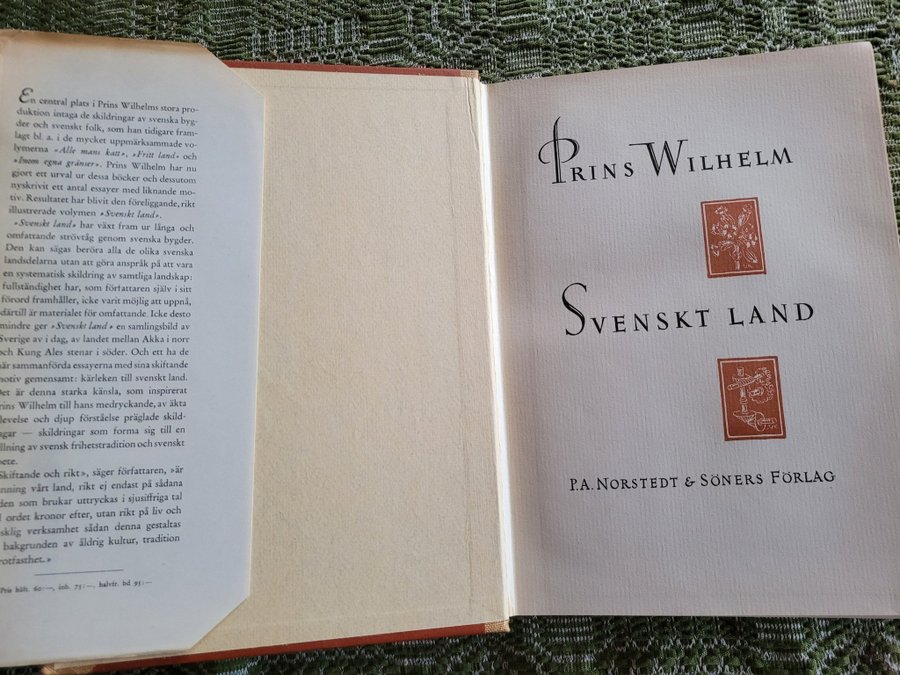 En central plats i Prins Wilhelms stora pro-
duktion intaga de skildringar av svenska byg-
der och svenskt folk, som han tidigare fram-
lagt bl. a. i de mycket uppmärksammade vo-
lymerna »Alle mans katt», »Fritt land» och
»Inom egna gränser». Prins Wilhelm har nu
gjort ett urval ur dessa böcker och dessutom
nyskrivit ett antal essayer med liknande mo-
tiv. Resultatet har blivit den föreliggande, rikt
illustrerade volymen »Svenskt land».
»Svenskt land» har växt fram ur långa och
omfattande strövtåg genom svenska bygder.
Den kan sägas beröra alla de olika svenska
landsdelarna utan att göra anspråk på att vara
en systematisk skildring av samtliga landskap:
fullständighet har, som författaren själv i sitt
förord framhåller, icke varit möjlig att uppnå,
därtill är materialet för omfattande. Icke desto
mindre ger »Svenskt land» en samlingsbild av
Sverige av i dag, av landet mellan Akka i norr
och Kung Ales stenar i söder. Och ett ha de
här sammanförda essayerna med sina skiftande
motiv gemensamt: kärleken till svenskt land.
Det är denna starka känsla, som inspirerat
Prins Wilhelm till hans medryckande, av äkta
levelse och djup förståelse präglade skild-
gar — skildringar som forma sig till en
llning av svensk frihetstradition och svenskt
bete.
Skiftande och rikt», säger författaren, »är
nning vårt land, rikt ej endast på sådana
den som brukar uttryckas i sjusiffriga tal
l ordet kronor efter, utan rikt på liv och
sklig verksamhet sådan denna gestaltas
bakgrunden av åldrig kultur, tradition
rotfasthet.»
Pris häft. 60:—, inb. 75:—, halvfr. bd 95:—
PRINS WILHELM
SVENSKT LAND
P.A. NORSTEDT & SÖNERS FÖRLAG